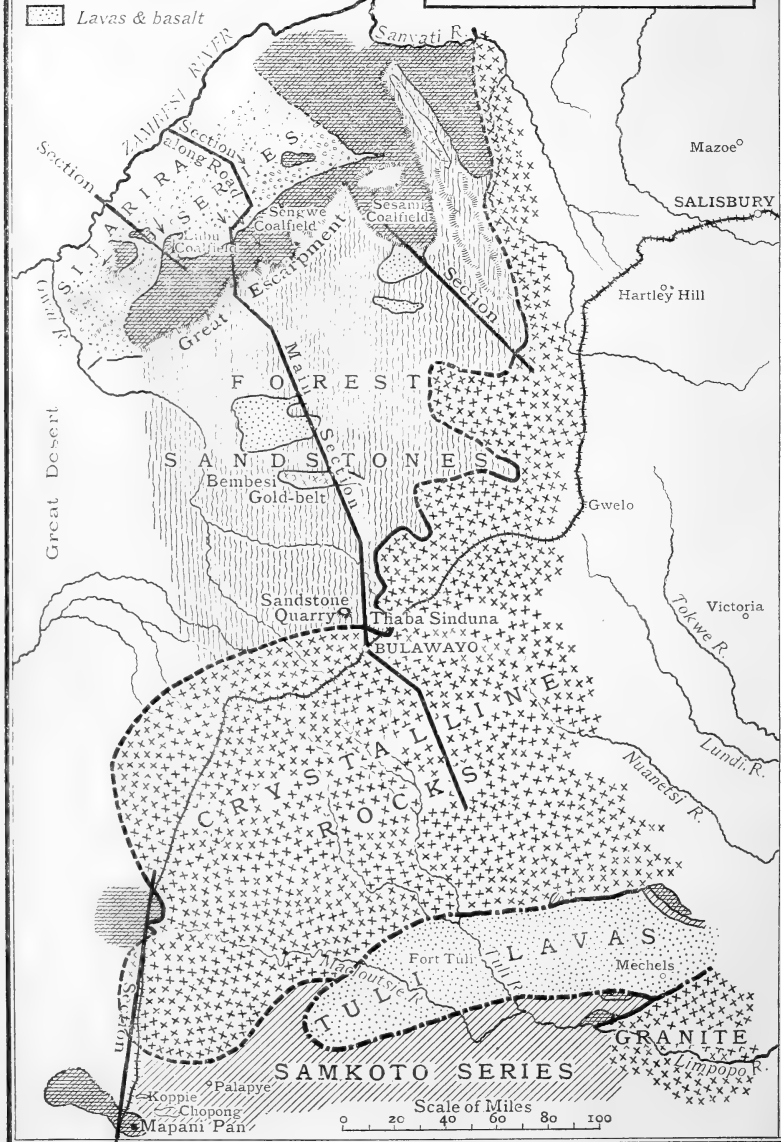 Lavas & basalt
Sanyati R.
ZAMBESI RIVER
Section
Section
along Road
SIJARIRA SERIES
Mazoe
SALISBURY
Sengwe
Coalfield
Sesami
Coalfield
Coalfield
Great Escarpment
Section
Hartley Hill
Gwai R.
Great Desert
Main Section
FOREST
SANDSTONES
Bembesi
Gold-belt
Gwelo
Sandstone
Quarry
Thaba Sinduna
BULAWAYO
Tokwe R.
Victoria
Lundi R.
Nuanetsi R.
CRYSTALLINE
ROCKS
Fort Tuli
Tuli R.
TULI LAVAS
Mechels
Macloutsie R.
Section
GRANITE
Limpopo R.
SAMKOTO SERIES
Palapye
Koppie
Chopong
Mapani Pan
Scale of Miles
0 20 40 60 80 100